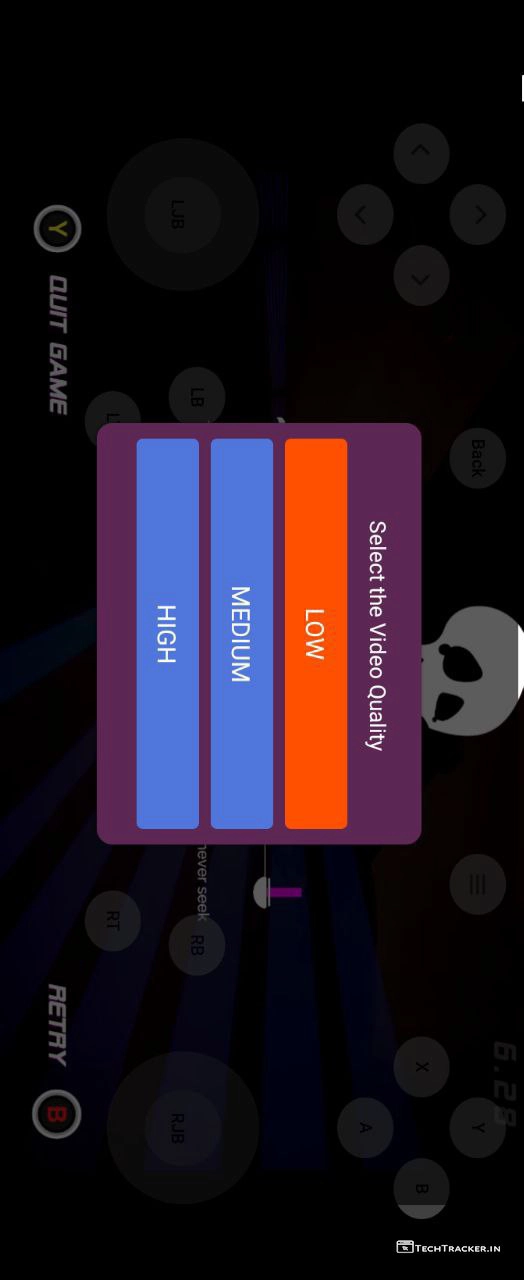 Select the Video Quality
LOW
MEDIUM
HIGH
Back
6.28
LJB
LB
RT
RB
RJB
X
Y
A
B
never seek
Y QUIT GAME
RETRY B
TECHTRACKER.IN